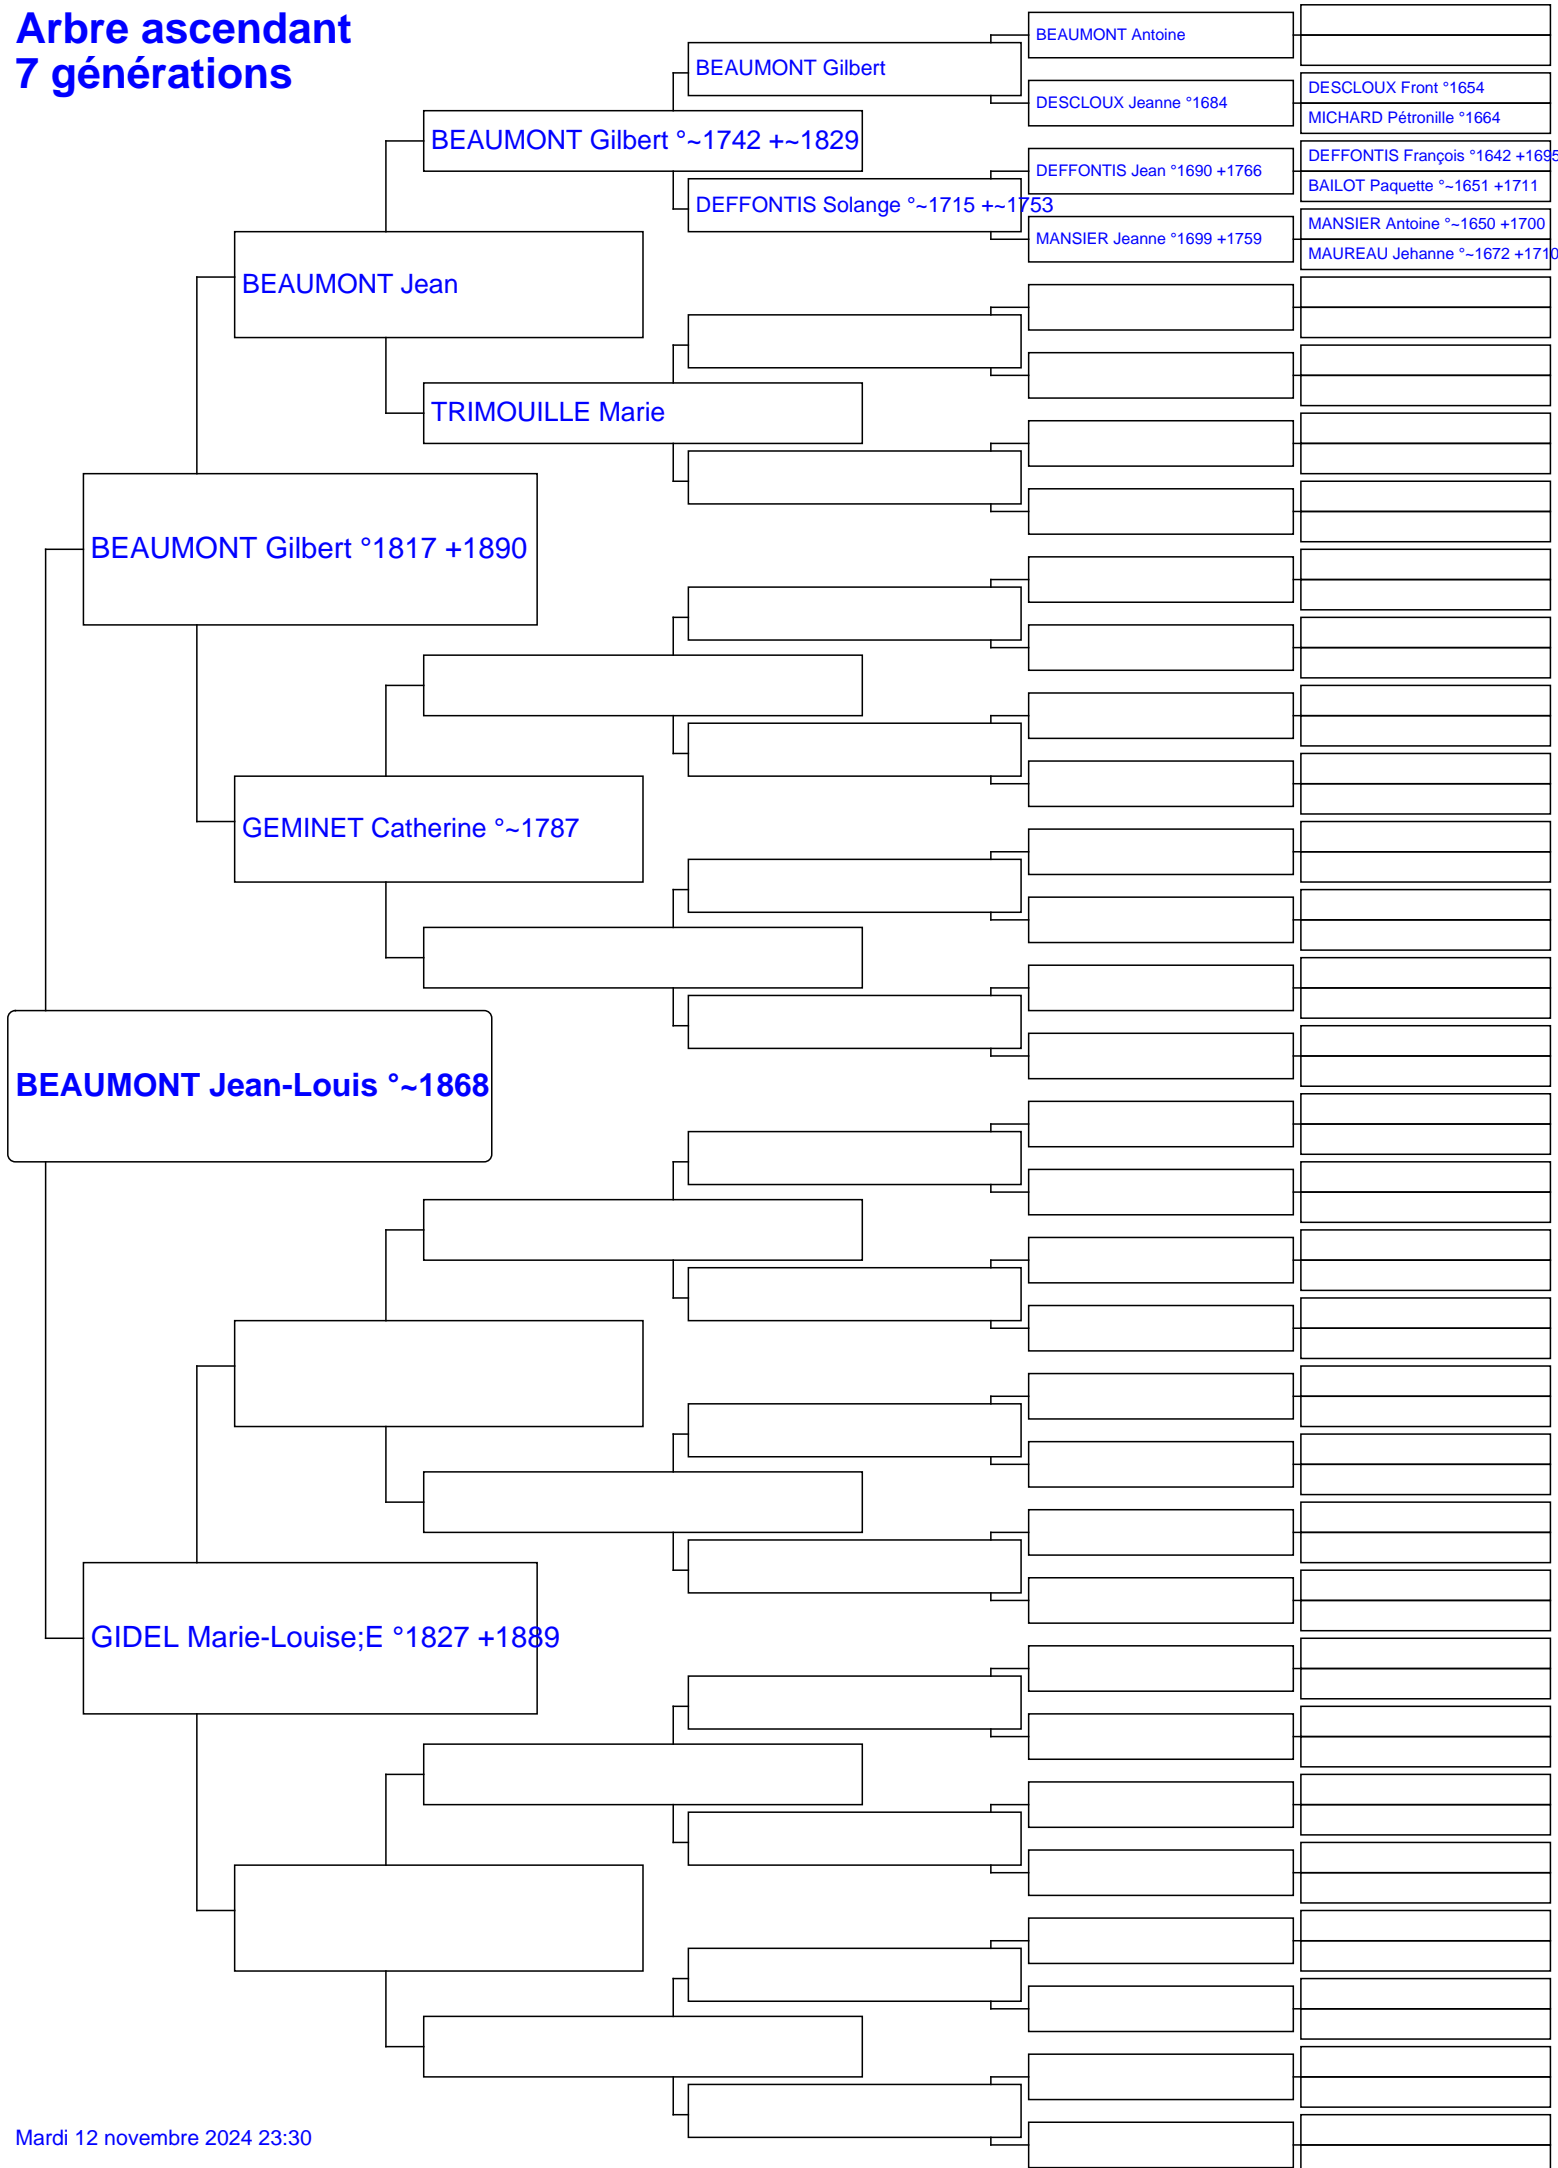 Arbre ascendant
7 générations
BEAUMONT Antoine
BEAUMONT Gilbert
DESCLOUX Jeanne °1684
DESCLOUX Front °1654
MICHARD Pétronille °1664
BEAUMONT Gilbert °~1742 +~1829
DEFFONTIS Jean °1690 +1766
DEFFONTIS François °1642 +1695
BAILOT Paquette °~1651 +1711
DEFFONTIS Solange °~1715 +~1753
MANSIER Jeanne °1699 +1759
MANSIER Antoine °~1650 +1700
MAUREAU Jehanne °~1672 +1710
BEAUMONT Jean
TRIMOUILLE Marie
BEAUMONT Gilbert °1817 +1890
GEMINET Catherine °~1787
BEAUMONT Jean-Louis °~1868
GIDEL Marie-Louise;E °1827 +1889
Mardi 12 novembre 2024 23:30